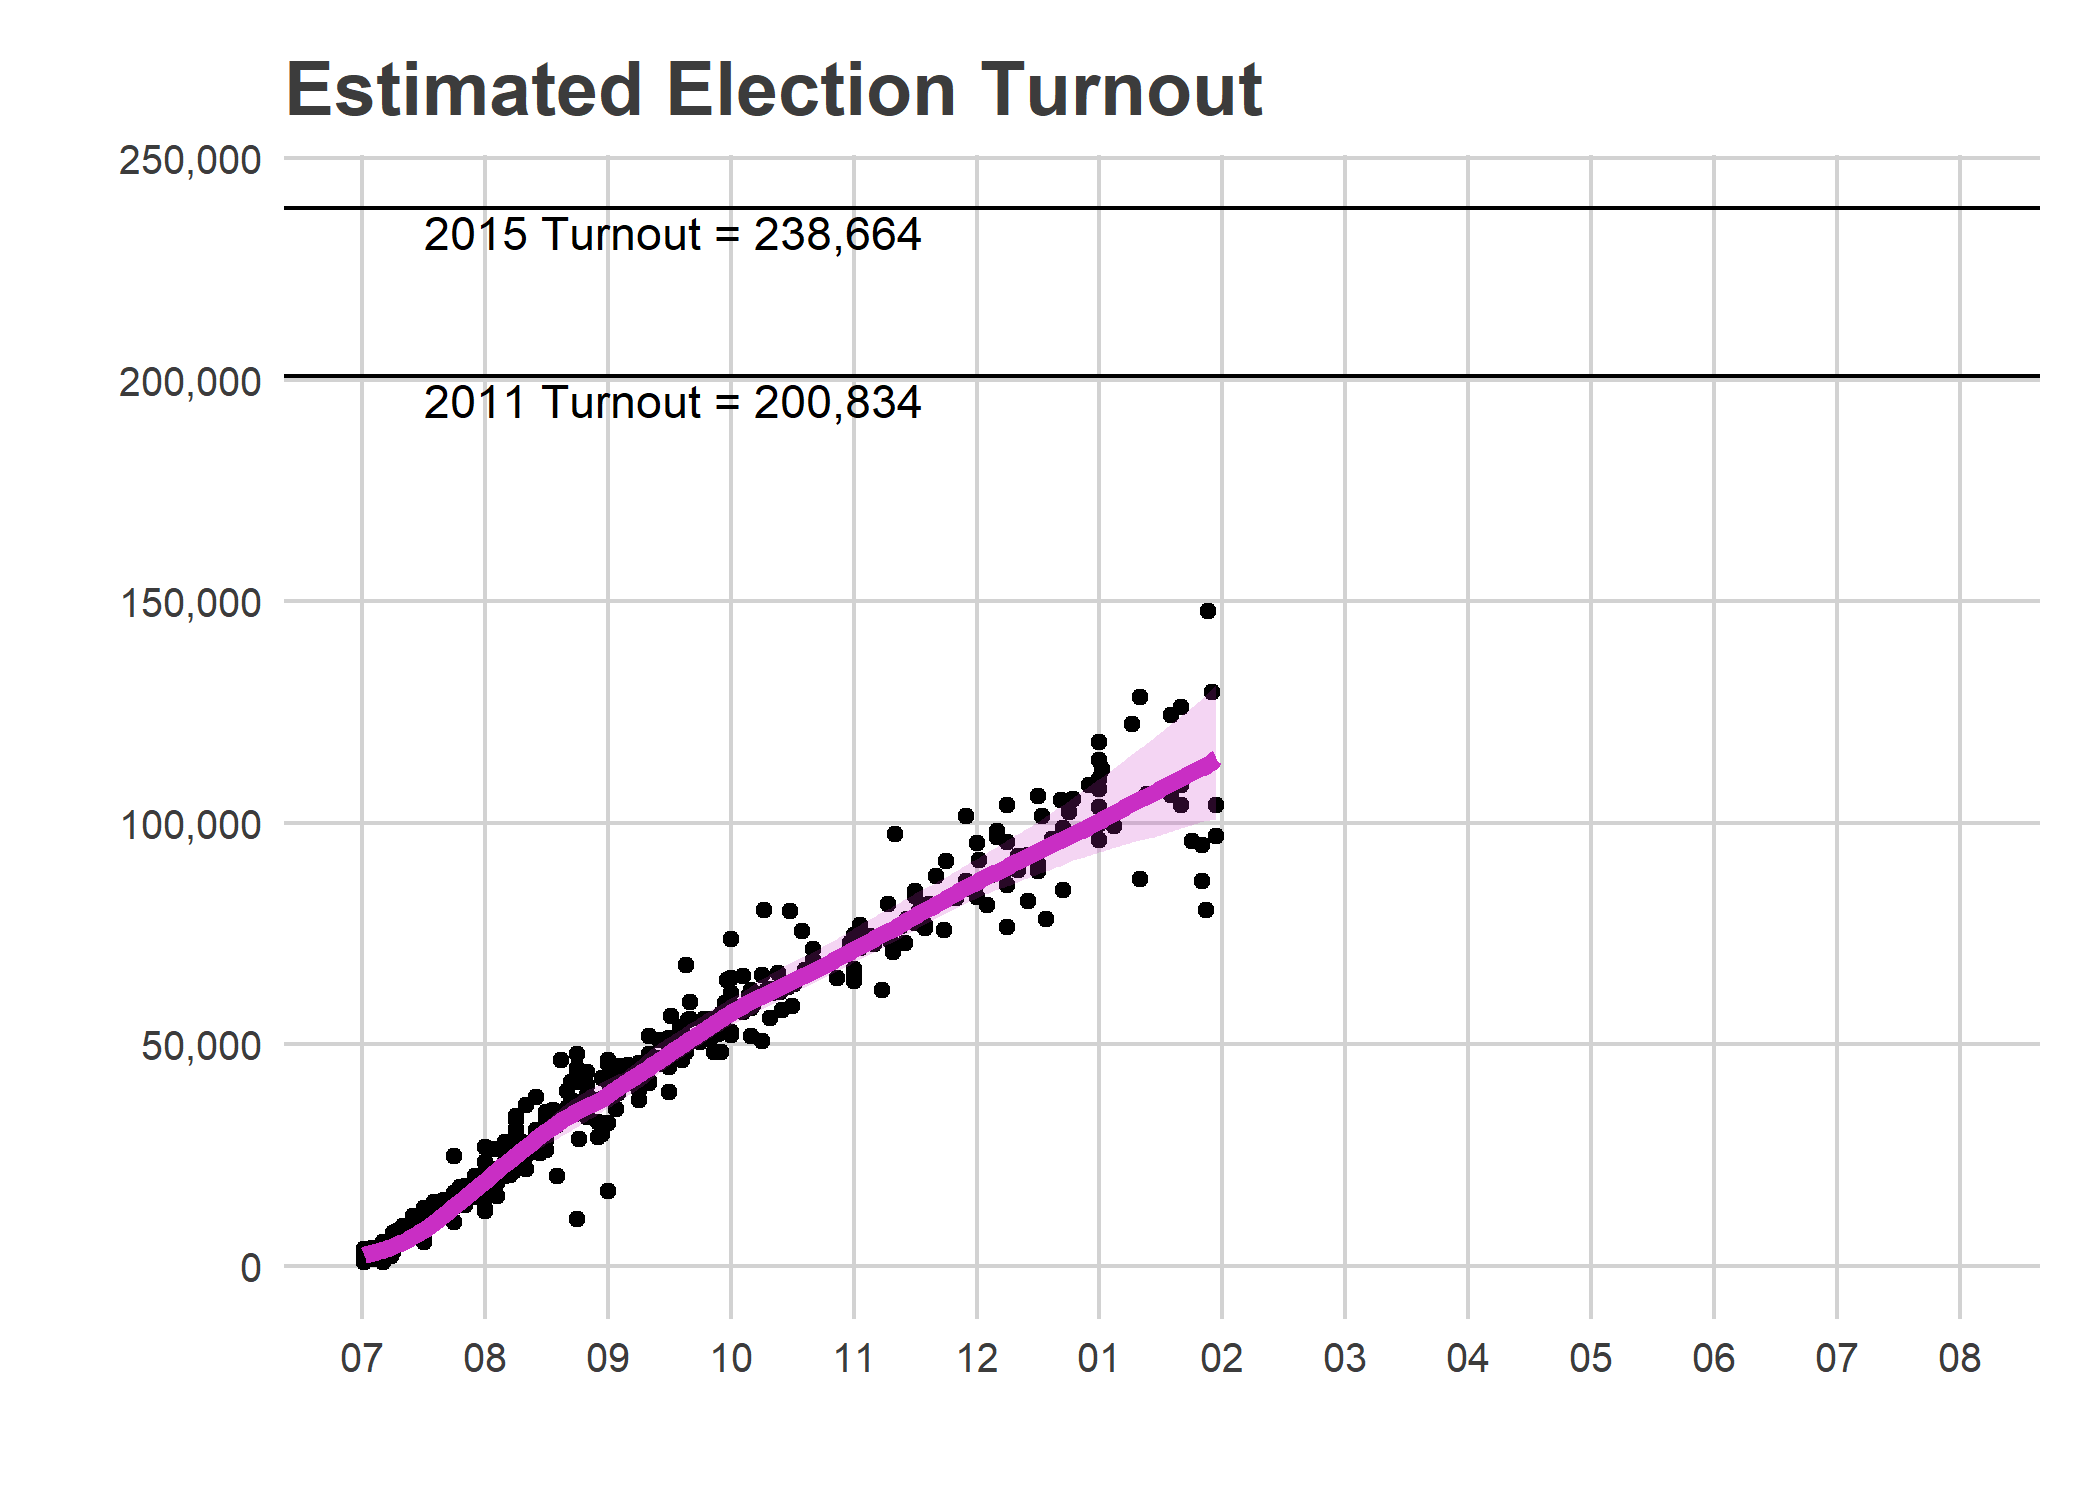 Estimated Election Turnout
250,000
2015 Turnout = 238,664
200,000
2011 Turnout = 200,834
150,000
100,000
50,000
0
07 08 09 10 11 12 01 02 03 04 05 06 07 08